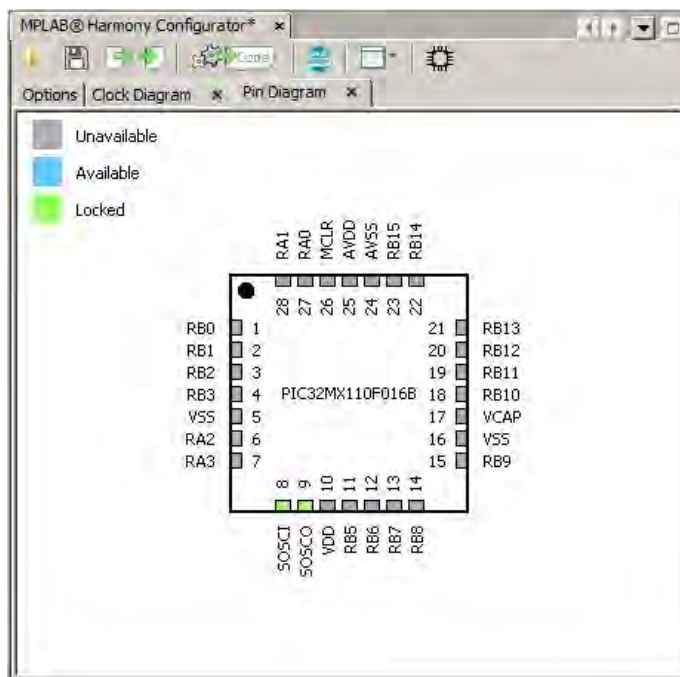 MPLAB® Harmony Configurator*
Code
Options Clock Diagram Pin Diagram
Unavailable
Available
Locked
RA1 RA0 MCLR AVDD AVSS RB15 RB14
28 27 26 25 24 23 22
RB0 1 21 RB13
RB1 2 20 RB12
RB2 3 19 RB11
RB3 4 PIC32MX110F016B 18 RB10
VSS 5 17 VCAP
RA2 6 16 VSS
RA3 7 15 RB9
8 9 10 11 12 13 14
SOSCI SOSCO VDD RB5 RB6 RB7 RB8